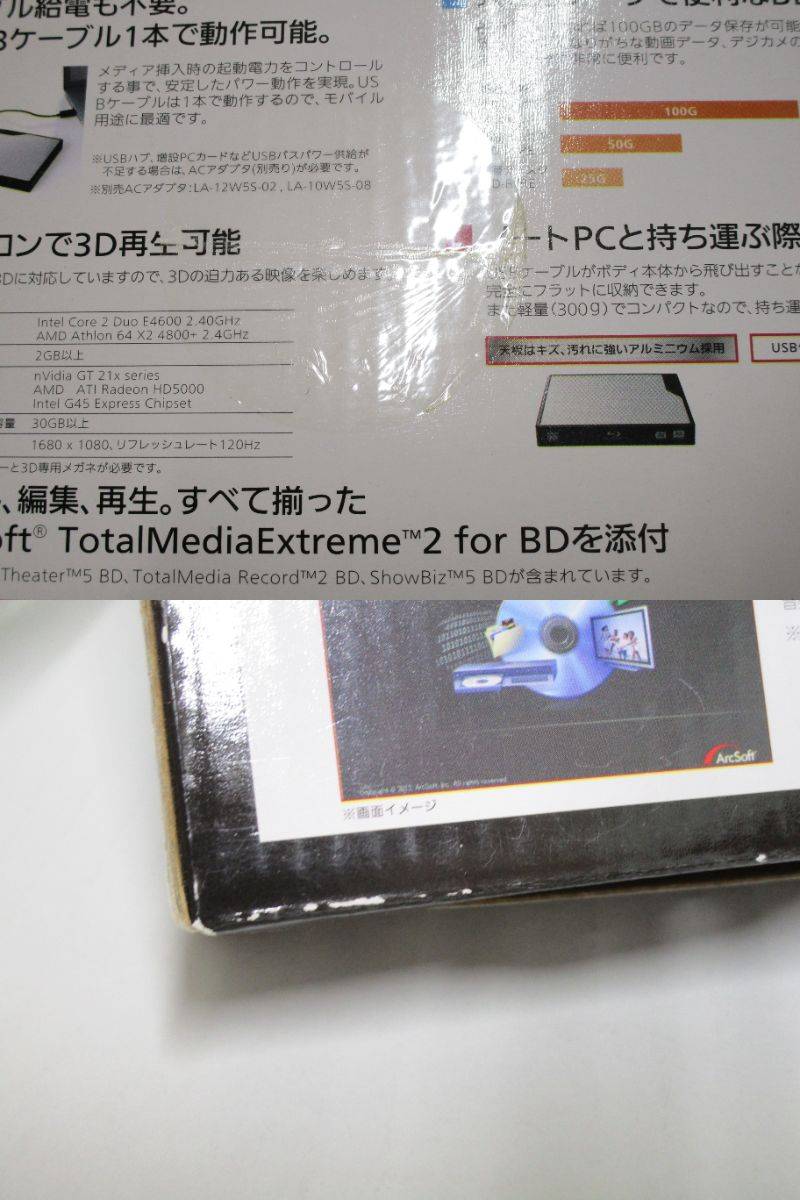 ル給電も不要。
Bケーブル1本で動作可能。
メディア挿入時の起動電力をコントロール
する事で、安定したパワー動作を実現。US
Bケーブルは1本で動作するので、モバイル
用途に最適です。
※USBハブ、増設PCカードなどUSBバスパワー供給が
不足する場合は、ACアダプタ(別売り)が必要です。
※別売ACアダプタ:LA-12W5S-02 , LA-10W5S-08
コンで3D再生可能
3Dに対応していますので、3Dの迫力ある映像を楽しめます
Intel Core 2 Duo E4600 2.40GHz
AMD Athlon 64 X2 4800+ 2.4GHz
2GB以上
nVidia GT 21x series
AMD ATI Radeon HD5000
Intel G45 Express Chipset
容量 30GB以上
1680 x 1080、リフレッシュレート120Hz
ーと3D専用メガネが必要です。
、編集、再生。すべて揃った
oft® TotalMediaExtreme™2 for BDを添付
Theater™5 BD、TotalMedia Record™2 BD、ShowBiz™5 BDが含まれています。
100GBのデータ保存が可能
りがちな動画データ、デジカメの
非常に便利です。
100G
50G
25G
ートPCと持ち運ぶ際
USBケーブルがボディ本体から飛び出すことな
完全にフラットに収納できます。
また軽量(300g)でコンパクトなので、持ち運
天板はキズ、汚れに強いアルミニウム採用
USB
ArcSoft
※画面イメージ